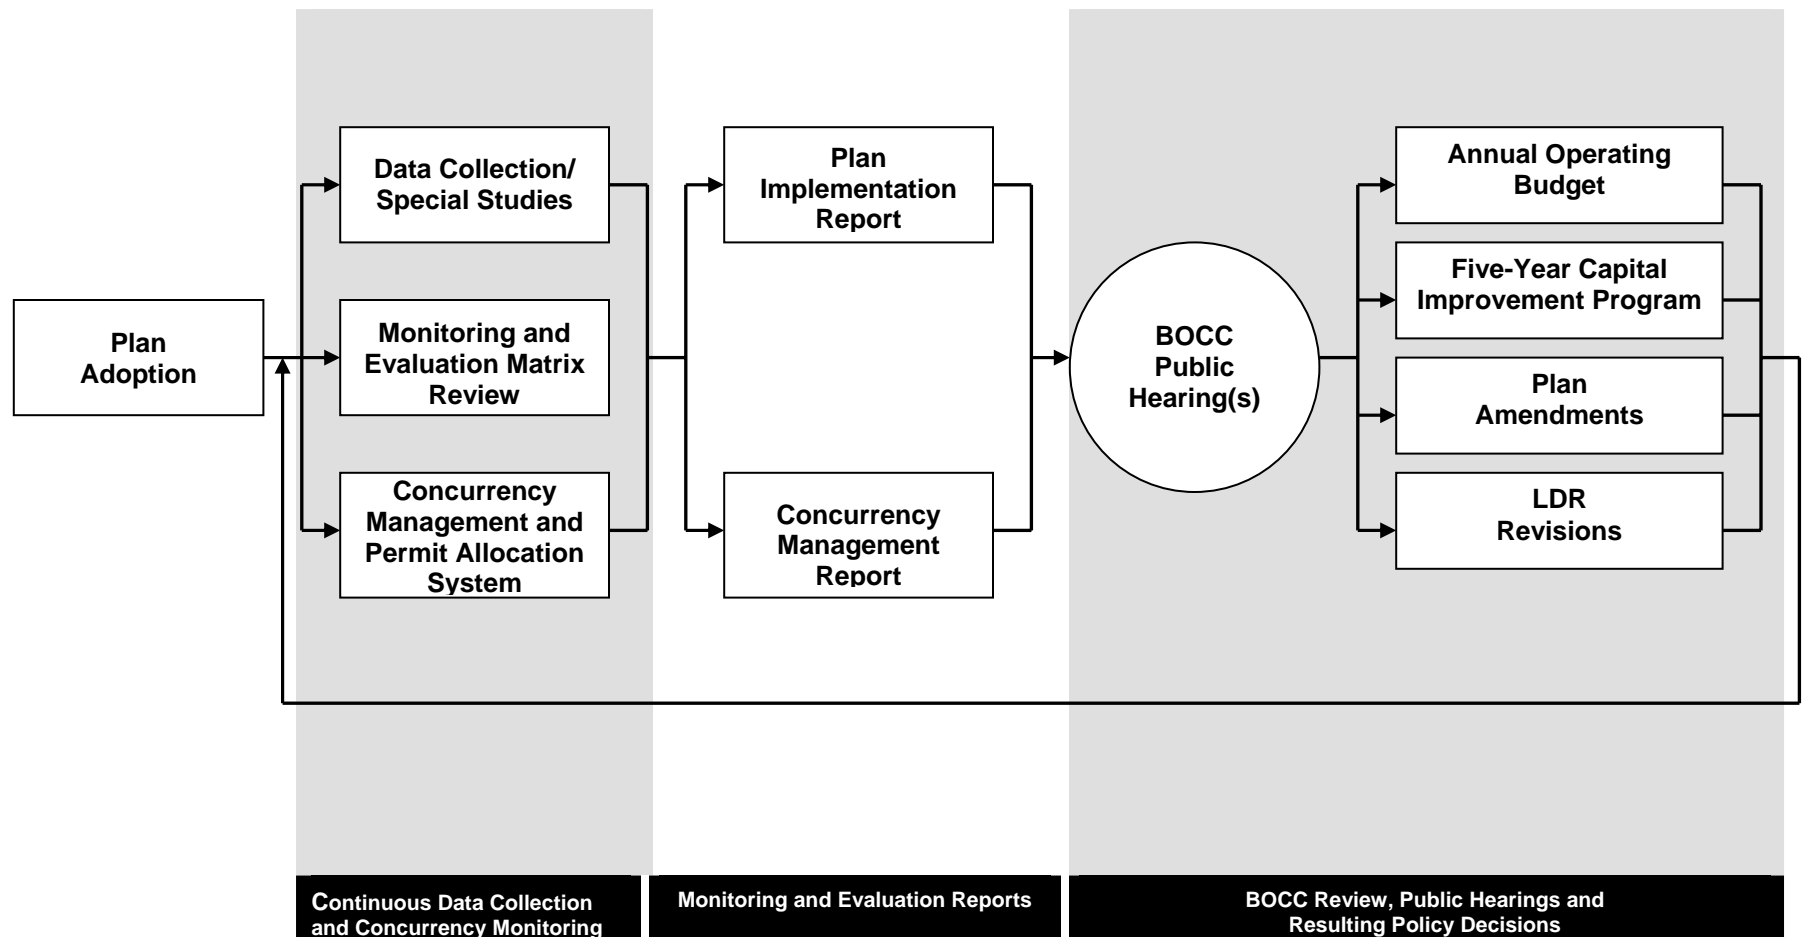 Plan
Adoption
Data Collection/
Special Studies
Monitoring and
Evaluation Matrix
Review
Concurrency
Management and
Permit Allocation
System
Plan
Implementation
Report
Concurrency
Management
Report
BOCC
Public
Hearing(s)
Annual Operating
Budget
Five-Year Capital
Improvement Program
Plan
Amendments
LDR
Revisions
Continuous Data Collection
and Concurrency Monitoring
Monitoring and Evaluation Reports
BOCC Review, Public Hearings and
Resulting Policy Decisions